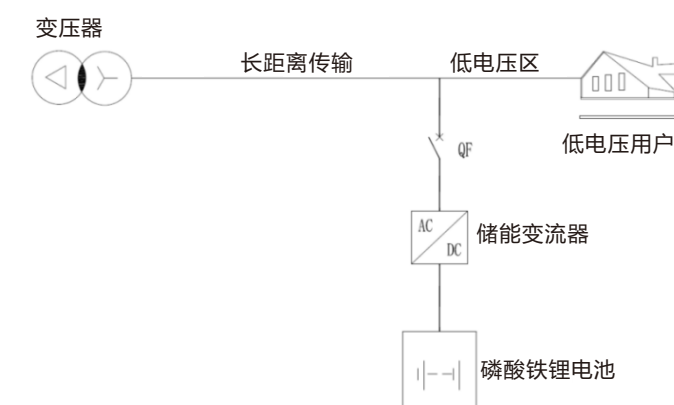 变压器
长距离传输
低电压区
低电压用户
QF
AC
DC
储能变流器
磷酸铁锂电池